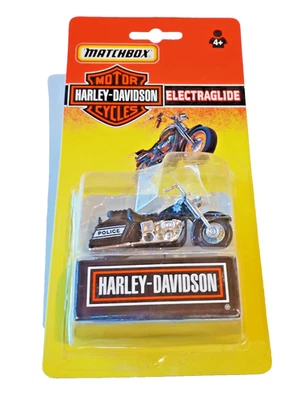 MATCHBOX
4+
MOTOR
HARLEY-DAVIDSON
CYCLES
ELECTRAGLIDE
POLICE
HARLEY-DAVIDSON